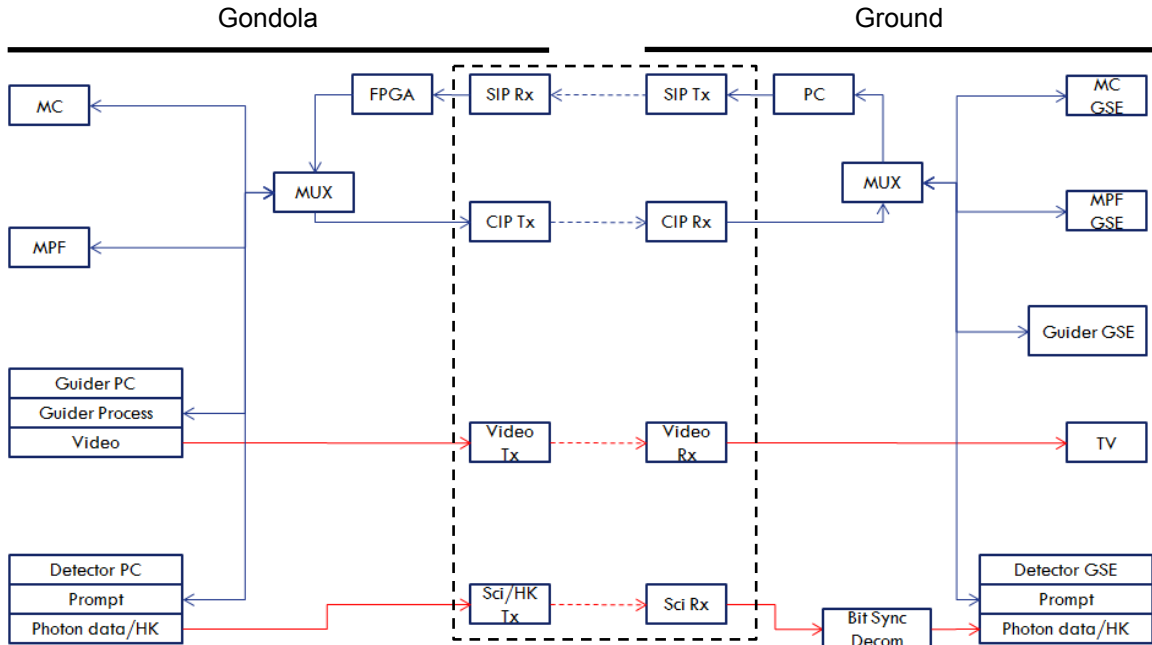 Gondola
Ground
MC
FPGA
SIP Rx
SIP Tx
PC
MC
GSE
MUX
MUX
MPF
CIP Tx
CIP Rx
MPF
GSE
Guider GSE
Guider PC
Guider Process
Video
Video
Tx
Video
Rx
TV
Detector PC
Prompt
Photon data/HK
Sci/HK
Tx
Sci Rx
Bit Sync
Decom
Detector GSE
Prompt
Photon data/HK